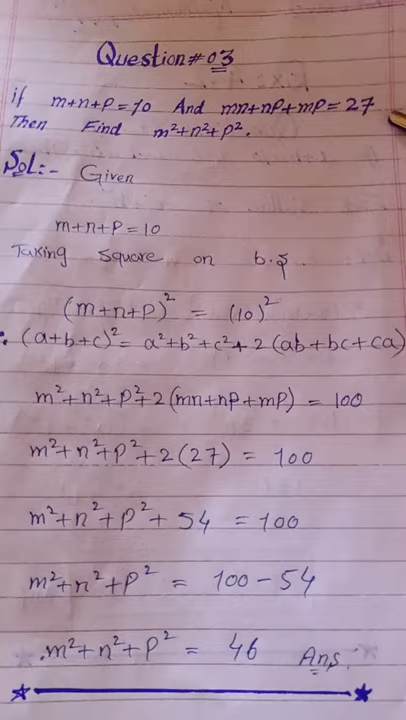 Question # 03
if m+n+p=10 And mn+np+mp=27
Then Find m²+n²+p².
Sol:- Given
m+n+p=10
Taking square on b.s.
(m+n+p)² = (10)²
∵ (a+b+c)² = a²+b²+c²+2(ab+bc+ca)
m²+n²+p²+2(mn+np+mp) = 100
m²+n²+p²+2(27) = 100
m²+n²+p²+54 = 100
m²+n²+p² = 100-54
m²+n²+p² = 46 Ans: